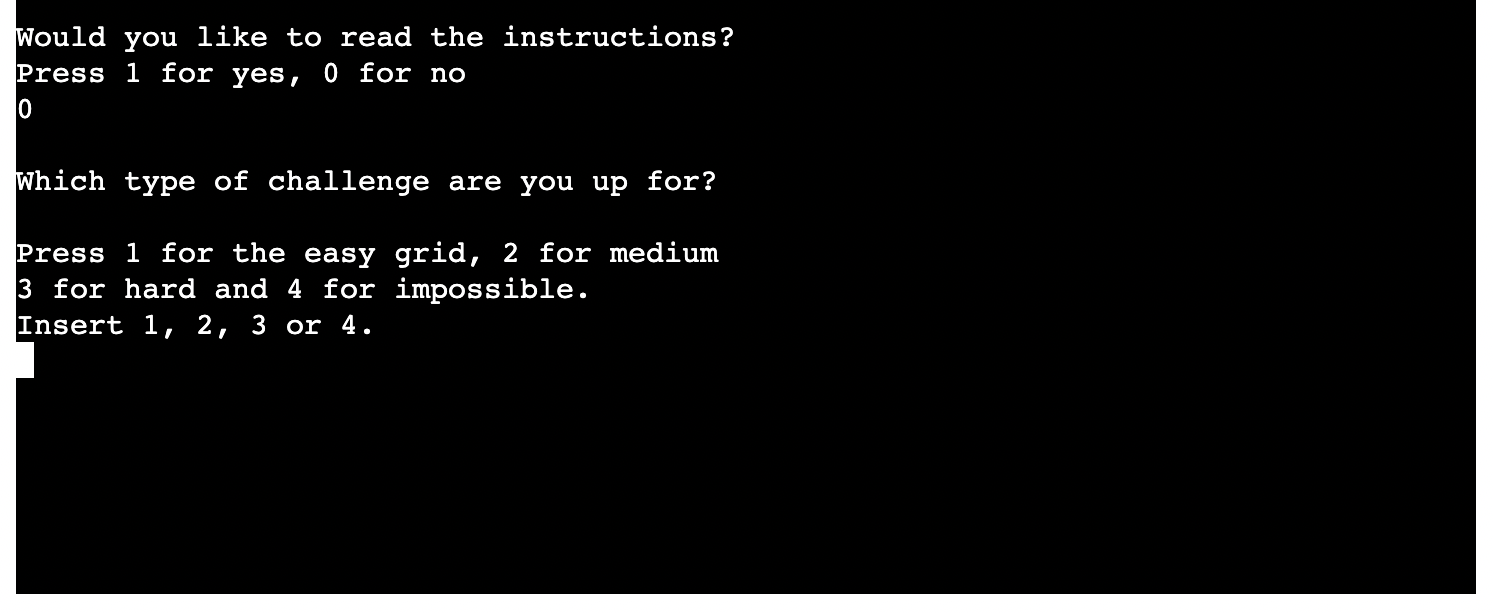 Would you like to read the instructions?
Press 1 for yes, 0 for no
0
Which type of challenge are you up for?
Press 1 for the easy grid, 2 for medium
3 for hard and 4 for impossible.
Insert 1, 2, 3 or 4.